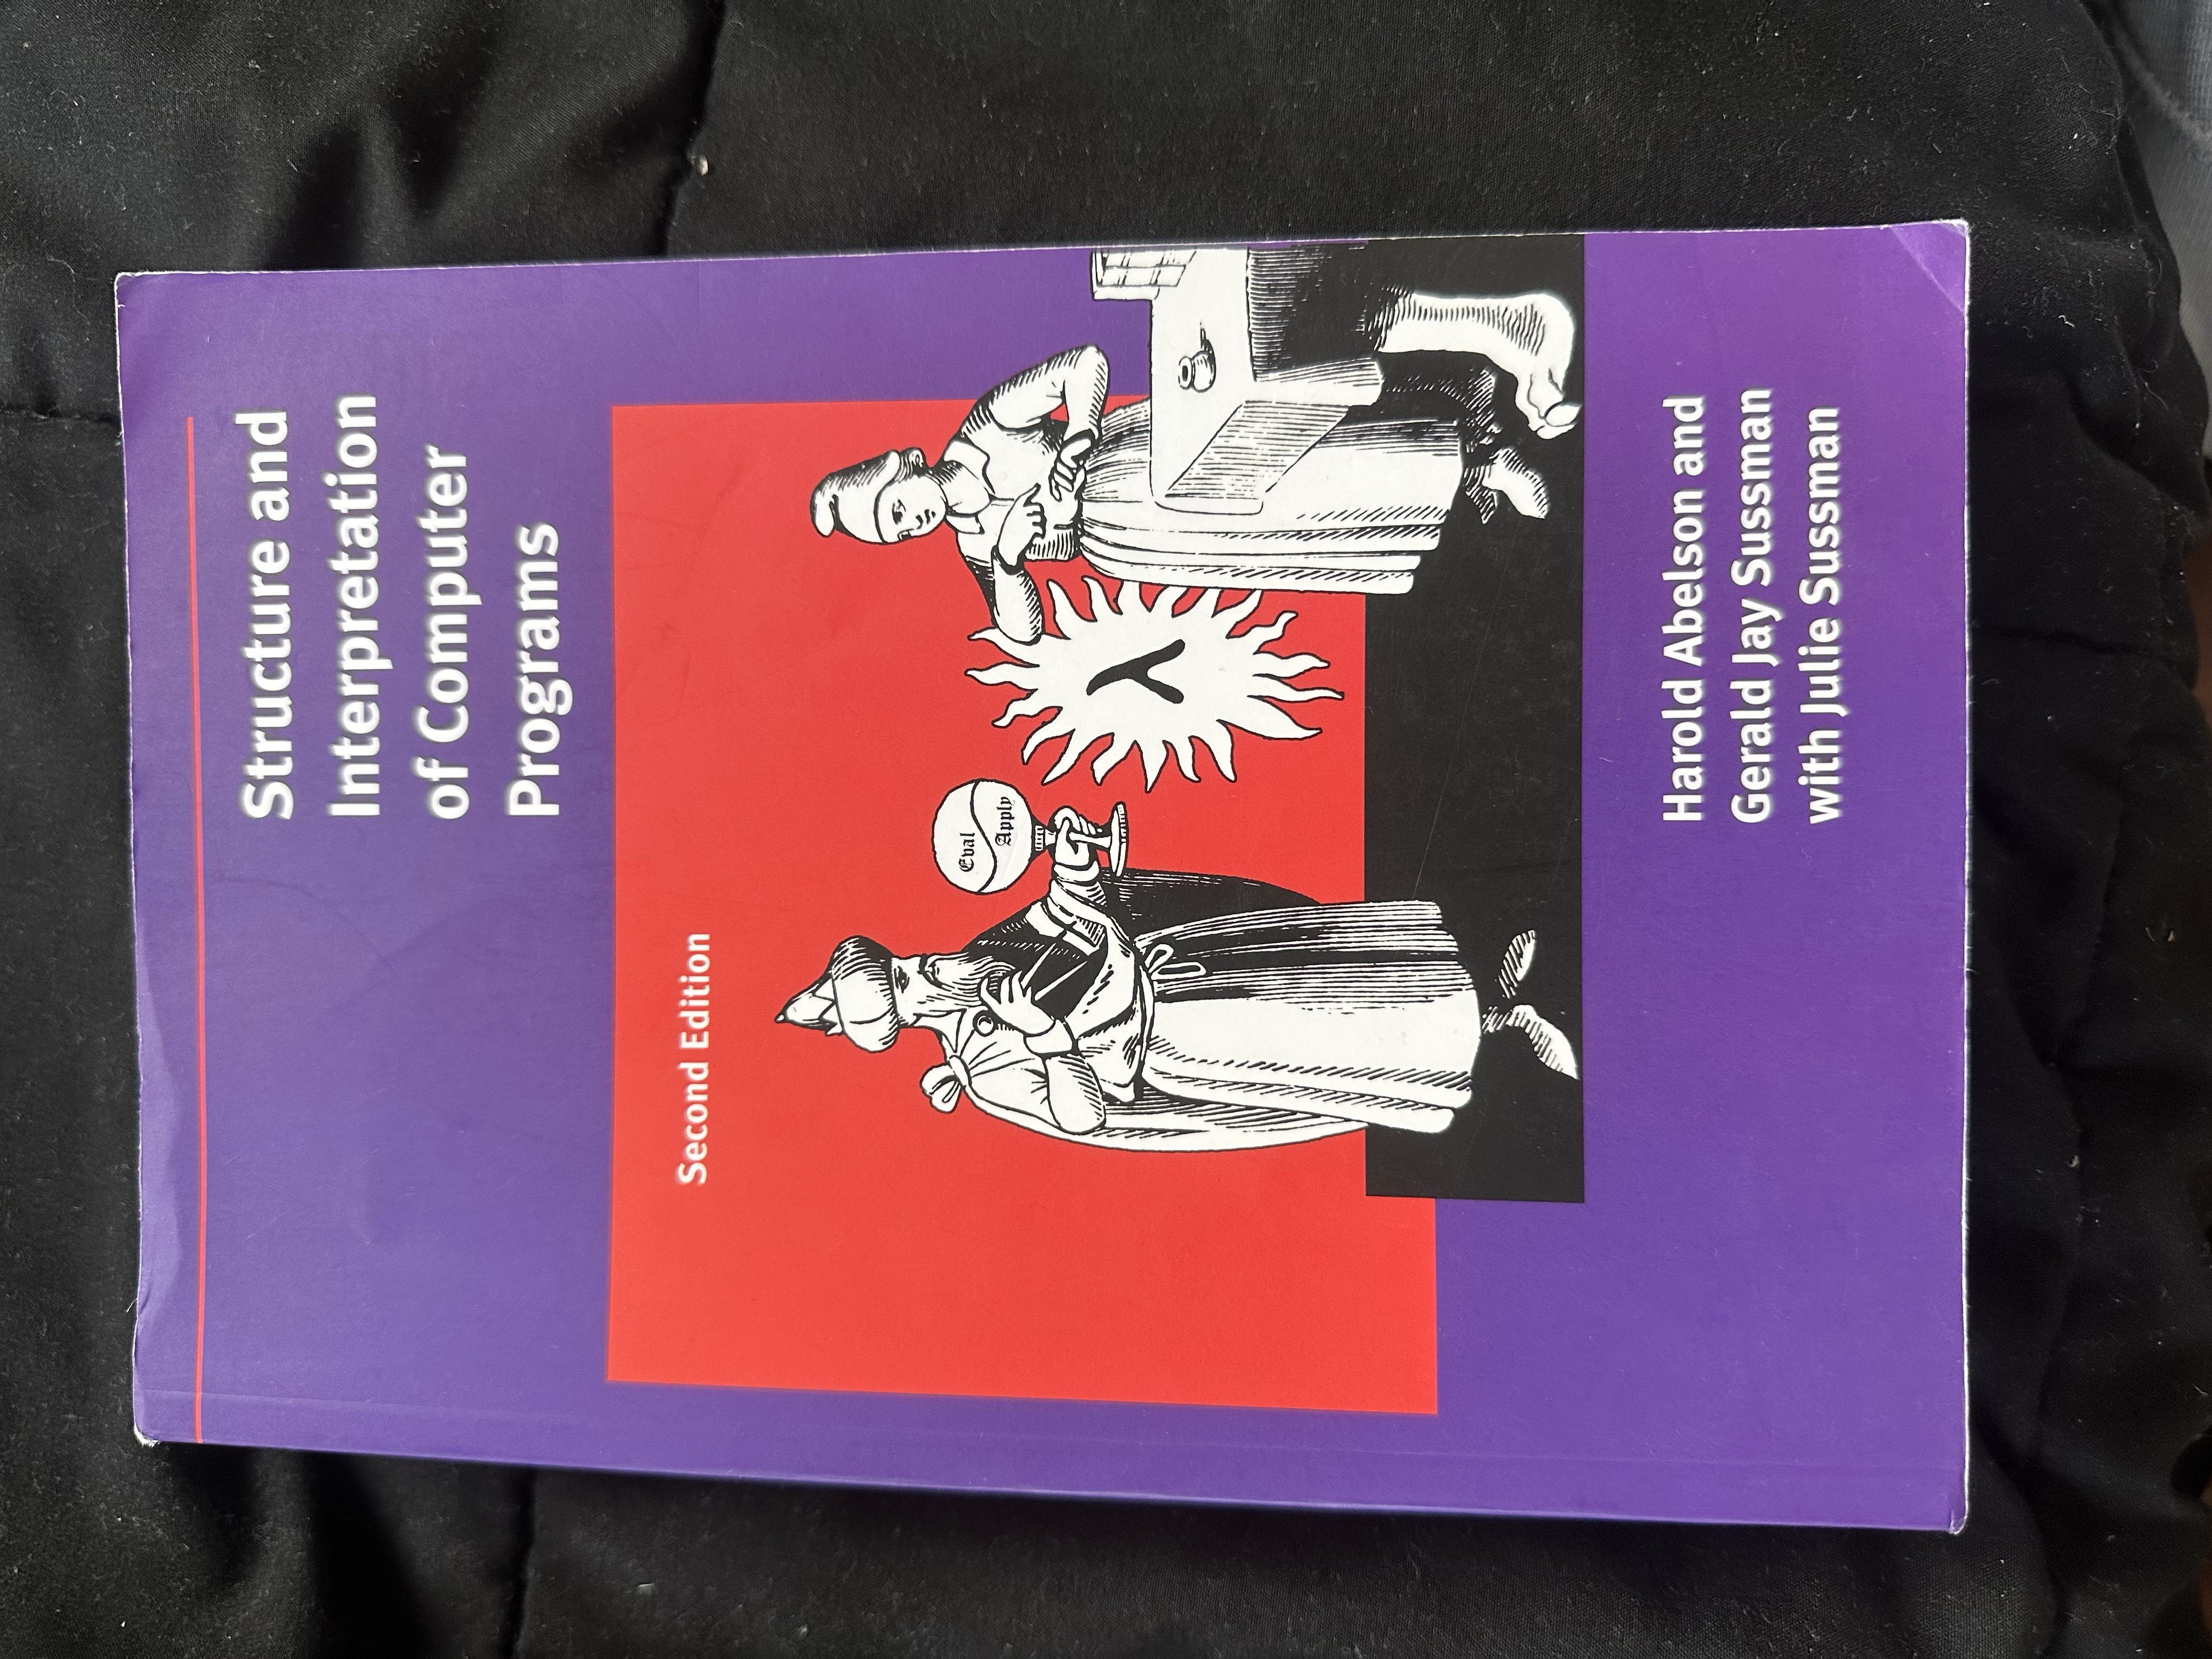 Structure and
Interpretation
of Computer
Programs
Second Edition
Eval
Apply
λ
Harold Abelson and
Gerald Jay Sussman
with Julie Sussman